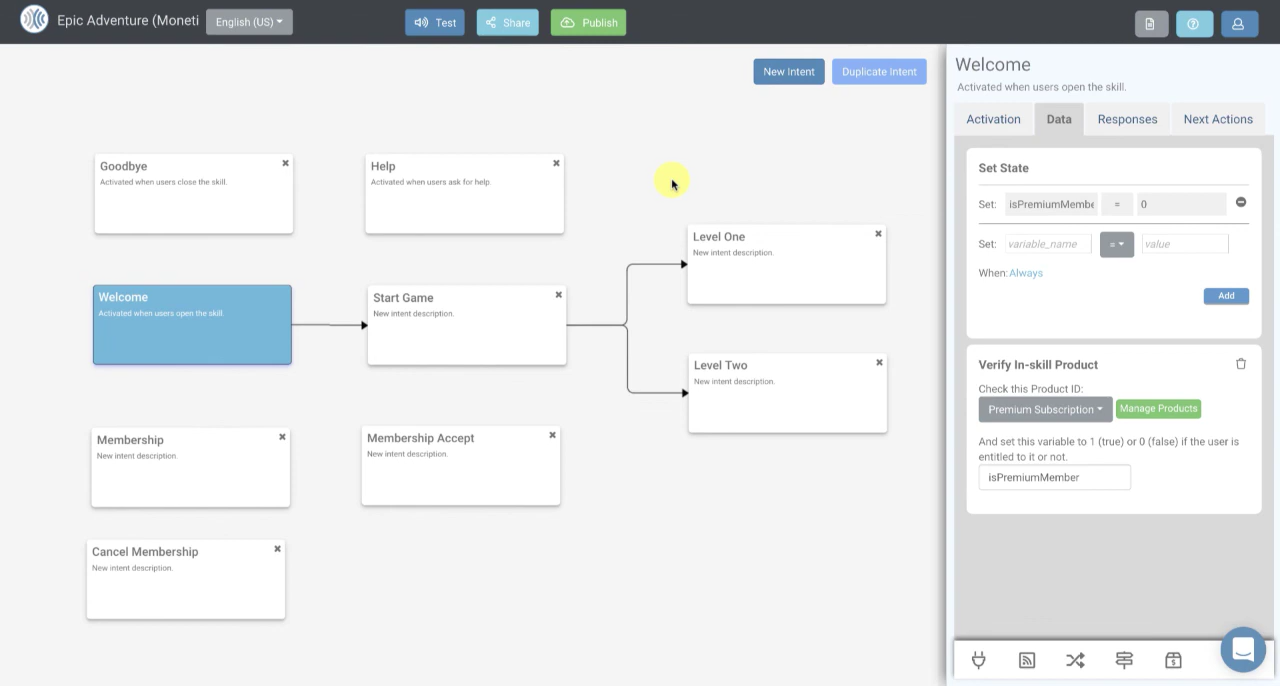 Epic Adventure (Moneti
English (US)
Test
Share
Publish
New Intent
Duplicate Intent
Goodbye
Activated when users close the skill.
Help
Activated when users ask for help.
Level One
New intent description.
Welcome
Activated when users open the skill.
Start Game
New intent description.
Level Two
New intent description.
Membership
New intent description.
Membership Accept
New intent description.
Cancel Membership
New intent description.
Welcome
Activated when users open the skill.
Activation
Data
Responses
Next Actions
Set State
Set: isPremiumMembe = 0
Set: variable_name = value
When: Always
Add
Verify In-skill Product
Check this Product ID:
Premium Subscription
Manage Products
And set this variable to 1 (true) or 0 (false) if the user is
entitled to it or not.
isPremiumMember